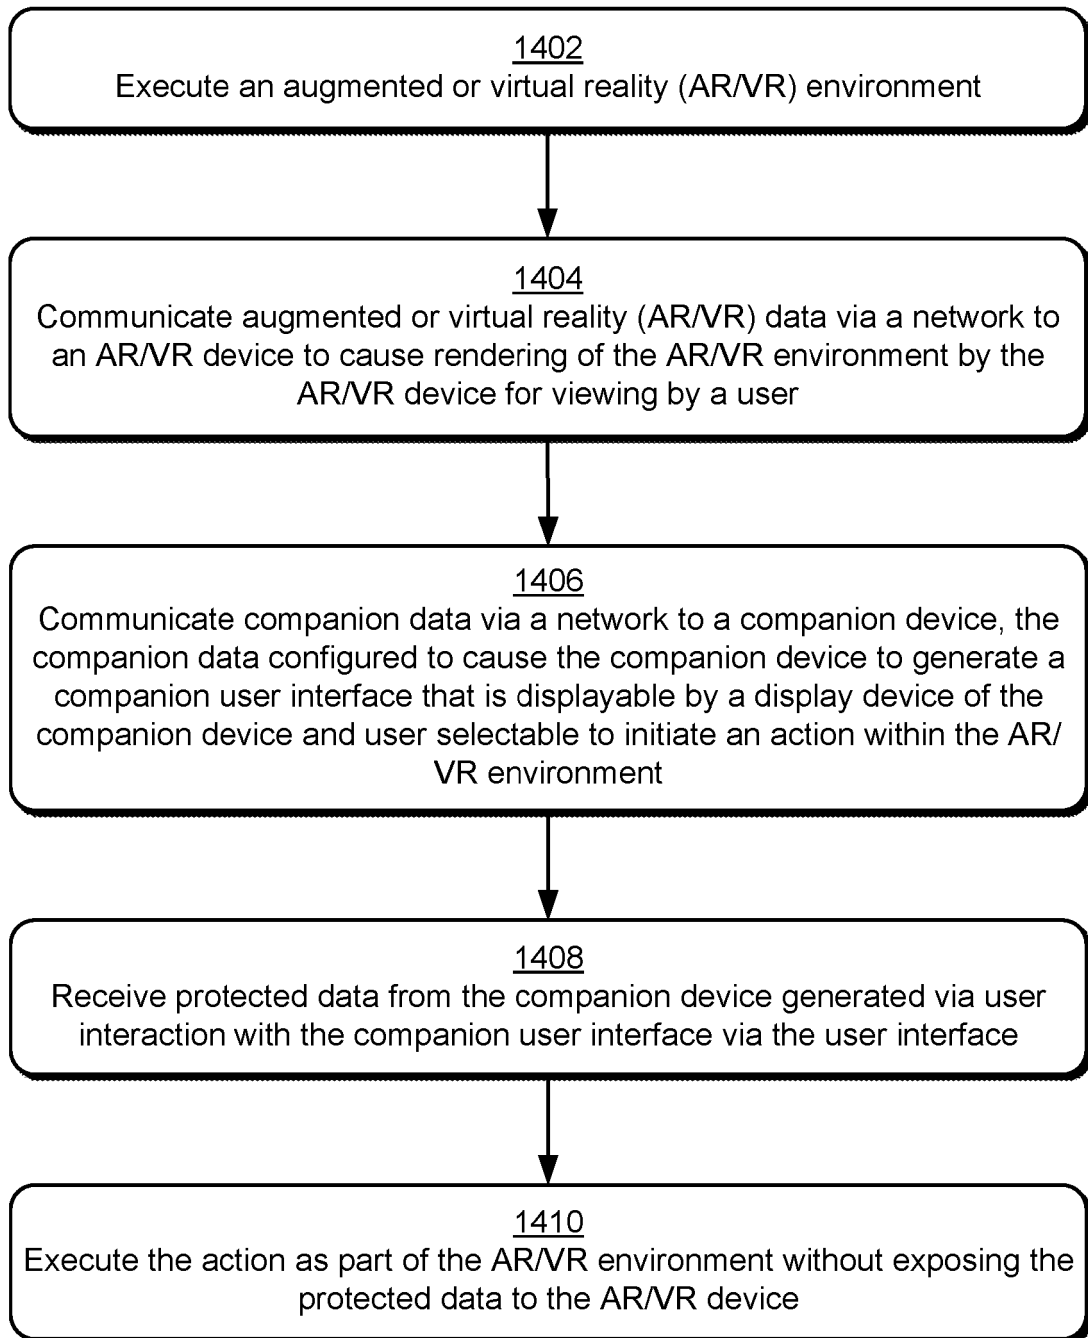 1402
Execute an augmented or virtual reality (AR/VR) environment
1404
Communicate augmented or virtual reality (AR/VR) data via a network to
an AR/VR device to cause rendering of the AR/VR environment by the
AR/VR device for viewing by a user
1406
Communicate companion data via a network to a companion device, the
companion data configured to cause the companion device to generate a
companion user interface that is displayable by a display device of the
companion device and user selectable to initiate an action within the AR/
VR environment
1408
Receive protected data from the companion device generated via user
interaction with the companion user interface via the user interface
1410
Execute the action as part of the AR/VR environment without exposing the
protected data to the AR/VR device